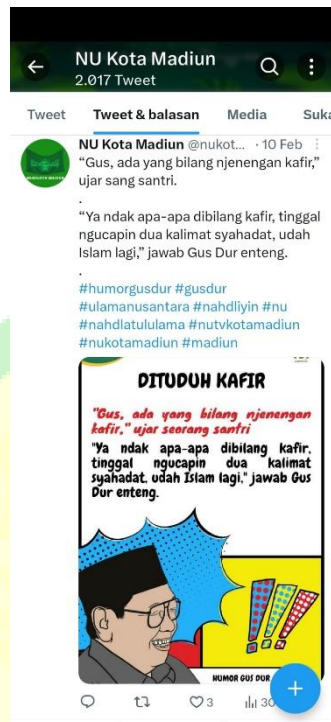 NU Kota Madiun
2.017 Tweet
Tweet Tweet & balasan Media Suka
NU Kota Madiun @nukot... · 10 Feb
“Gus, ada yang bilang njenengan kafir,”
ujar sang santri.
.
“Ya ndak apa-apa dibilang kafir, tinggal
ngucapin dua kalimat syahadat, udah
Islam lagi,” jawab Gus Dur enteng.
.
#humorgusdur #gusdur
#ulamanusantara #nahdliyin #nu
#nahdlatululama #nutvkotamadiun
#nukotamadiun #madiun
DITUDUH KAFIR
"Gus, ada yang bilang njenengan
kafir," ujar seorang santri
"Ya ndak apa-apa dibilang kafir,
tinggal ngucapin dua kalimat
syahadat, udah Islam lagi," jawab Gus
Dur enteng.
HUMOR GUS DUR
3 30